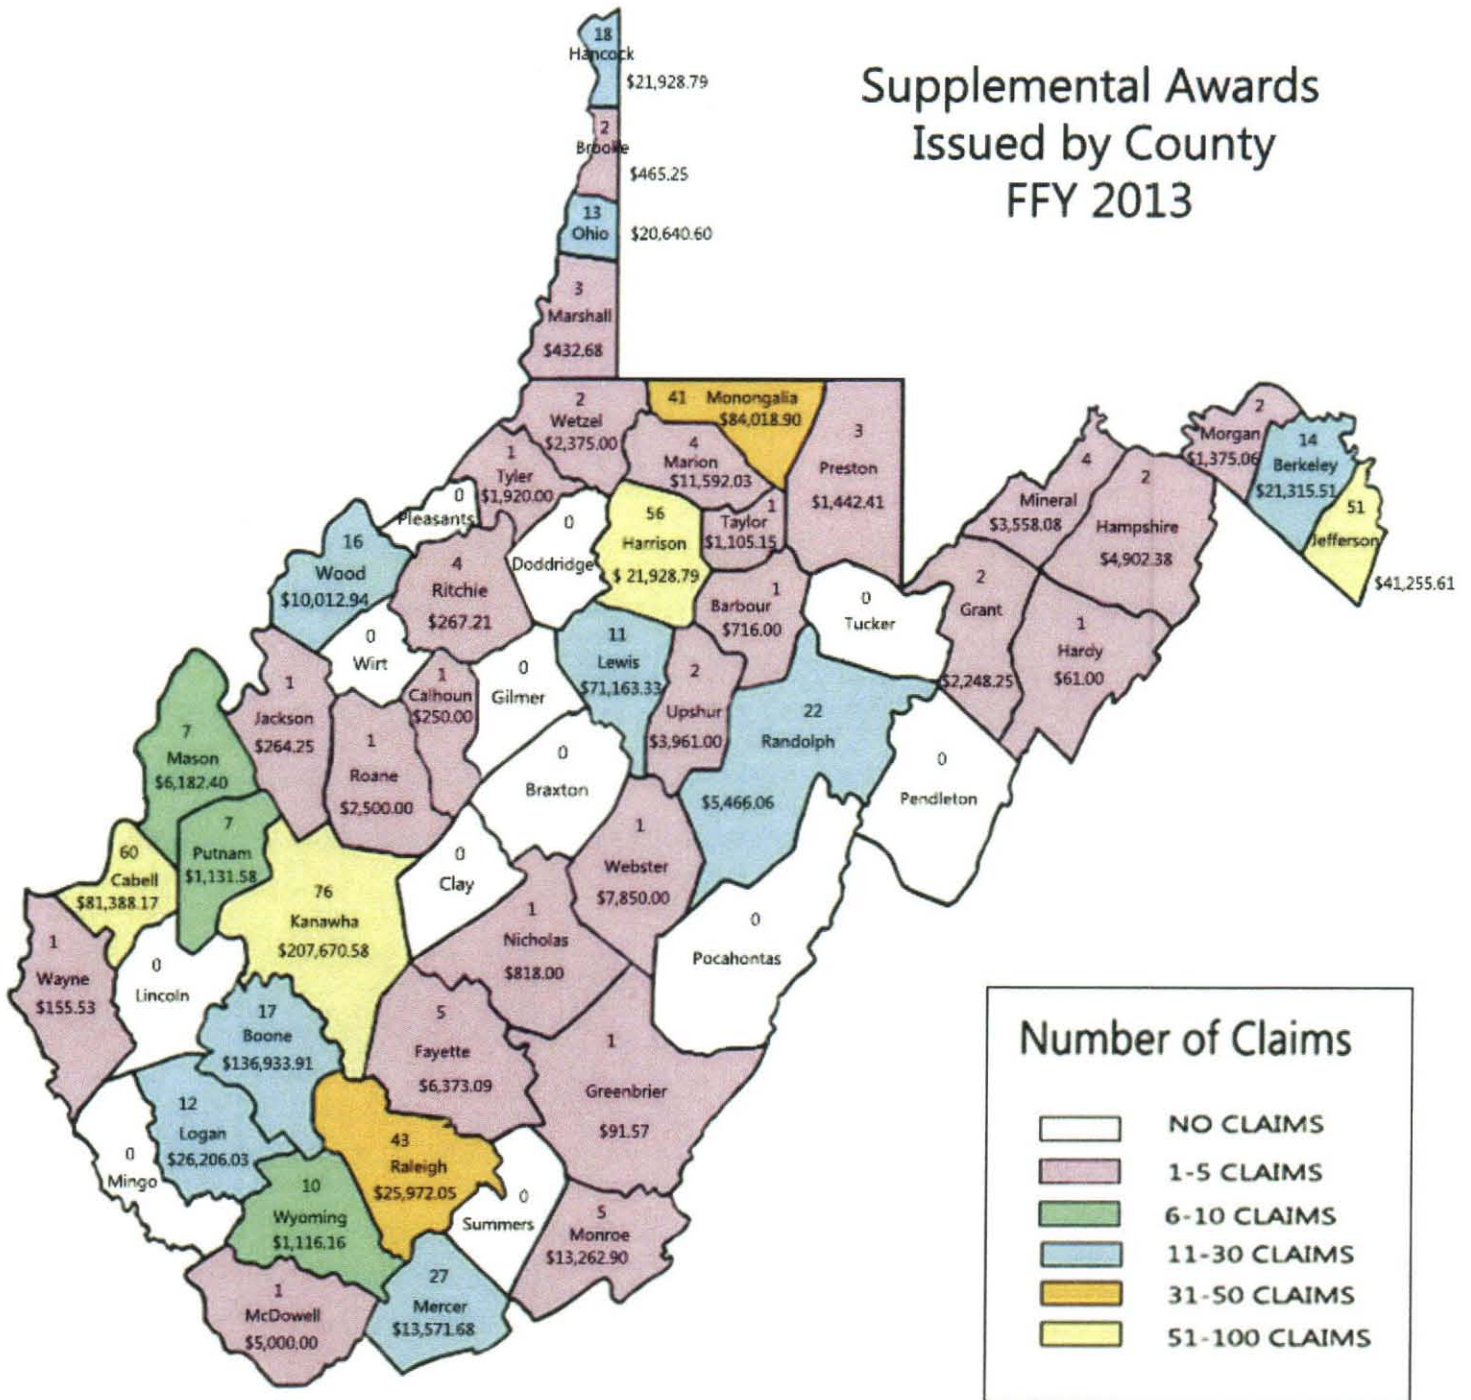 Supplemental Awards
Issued by County
FFY 2013
18
Hancock
$21,928.79
2
Brooke
$465.25
13
Ohio
$20,640.60
3
Marshall
$432.68
2
Wetzel
$2,375.00
41 Monongalia
$84,018.90
4
Marion
$11,592.03
3
Preston
$1,442.41
1
Tyler
$1,920.00
0
Pleasants
0
Doddridge
56
Harrison
$ 21,928.79
1
Taylor
$1,105.15
4
Mineral
$3,558.08
2
Hampshire
$4,902.38
2
Morgan
$1,375.06
14
Berkeley
$21,315.51
51
Jefferson
$41,255.61
16
Wood
$10,012.94
4
Ritchie
$267.21
1
Barbour
$716.00
0
Tucker
2
Grant
$2,248.25
1
Hardy
$61.00
0
Wirt
1
Calhoun
$250.00
0
Gilmer
11
Lewis
$71,163.33
2
Upshur
$3,961.00
22
Randolph
$5,466.06
0
Pendleton
7
Mason
$6,182.40
1
Jackson
$264.25
1
Roane
$2,500.00
0
Braxton
1
Webster
$7,850.00
60
Cabell
$81,388.17
7
Putnam
$1,131.58
76
Kanawha
$207,670.58
0
Clay
1
Nicholas
$818.00
0
Pocahontas
1
Wayne
$155.53
0
Lincoln
17
Boone
$136,933.91
5
Fayette
$6,373.09
1
Greenbrier
$91.57
12
Logan
$26,206.03
0
Mingo
43
Raleigh
$25,972.05
10
Wyoming
$1,116.16
0
Summers
5
Monroe
$13,262.90
1
McDowell
$5,000.00
27
Mercer
$13,571.68
Number of Claims
NO CLAIMS
1-5 CLAIMS
6-10 CLAIMS
11-30 CLAIMS
31-50 CLAIMS
51-100 CLAIMS